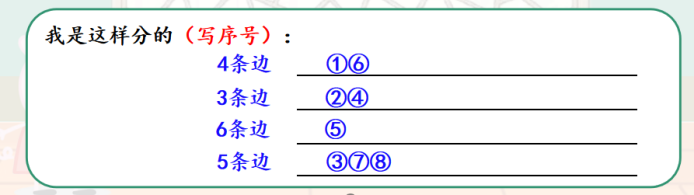 我是这样分的（写序号）：
4条边 ①⑥
3条边 ②④
6条边 ⑤
5条边 ③⑦⑧